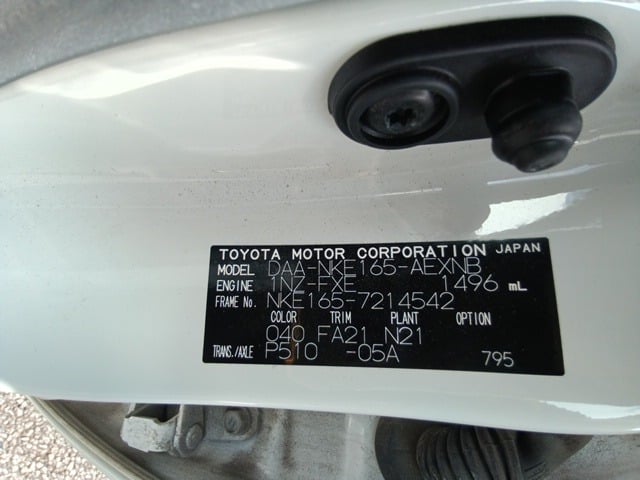 TOYOTA MOTOR CORPORATION JAPAN
MODEL DAA-NKE165-AEXNB
ENGINE 1NZ-FXE 1496 mL
FRAME No. NKE165-7214542
COLOR TRIM PLANT OPTION
040 FA21 N21
TRANS./AXLE P510 -05A 795